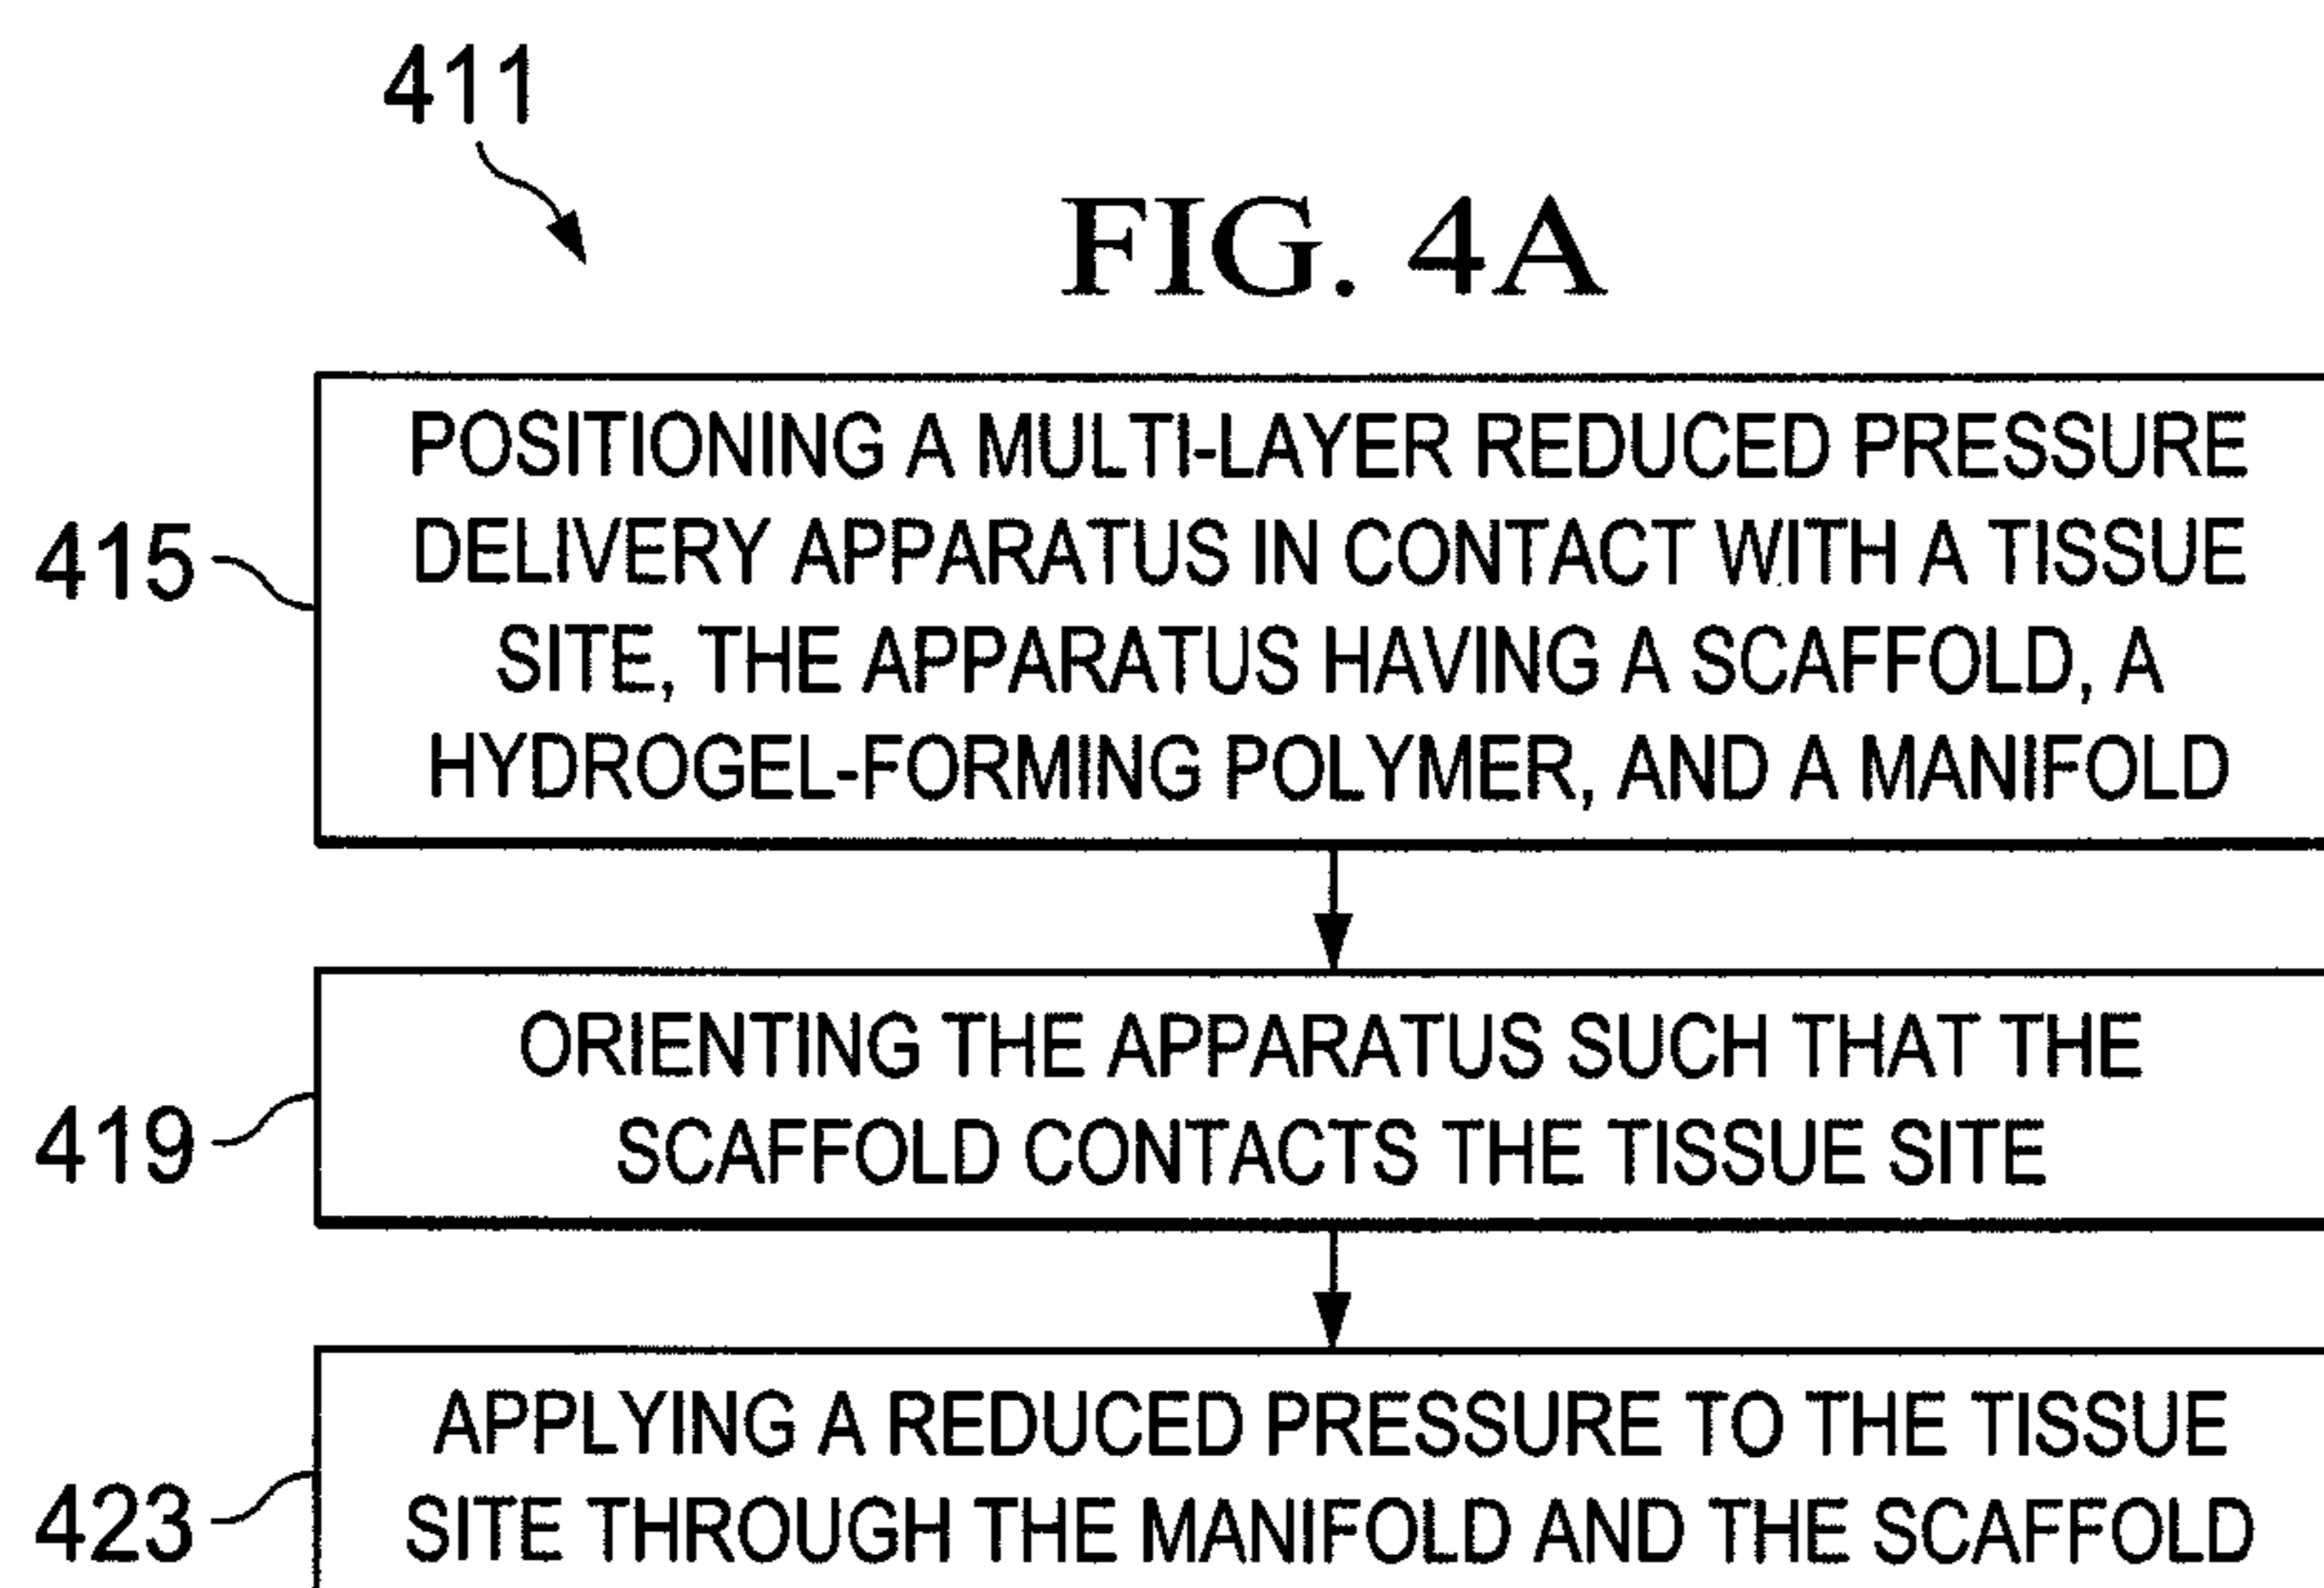 411
FIG. 4A
POSITIONING A MULTI-LAYER REDUCED PRESSURE
DELIVERY APPARATUS IN CONTACT WITH A TISSUE
SITE, THE APPARATUS HAVING A SCAFFOLD, A
HYDROGEL-FORMING POLYMER, AND A MANIFOLD
415
ORIENTING THE APPARATUS SUCH THAT THE
SCAFFOLD CONTACTS THE TISSUE SITE
419
APPLYING A REDUCED PRESSURE TO THE TISSUE
SITE THROUGH THE MANIFOLD AND THE SCAFFOLD
423